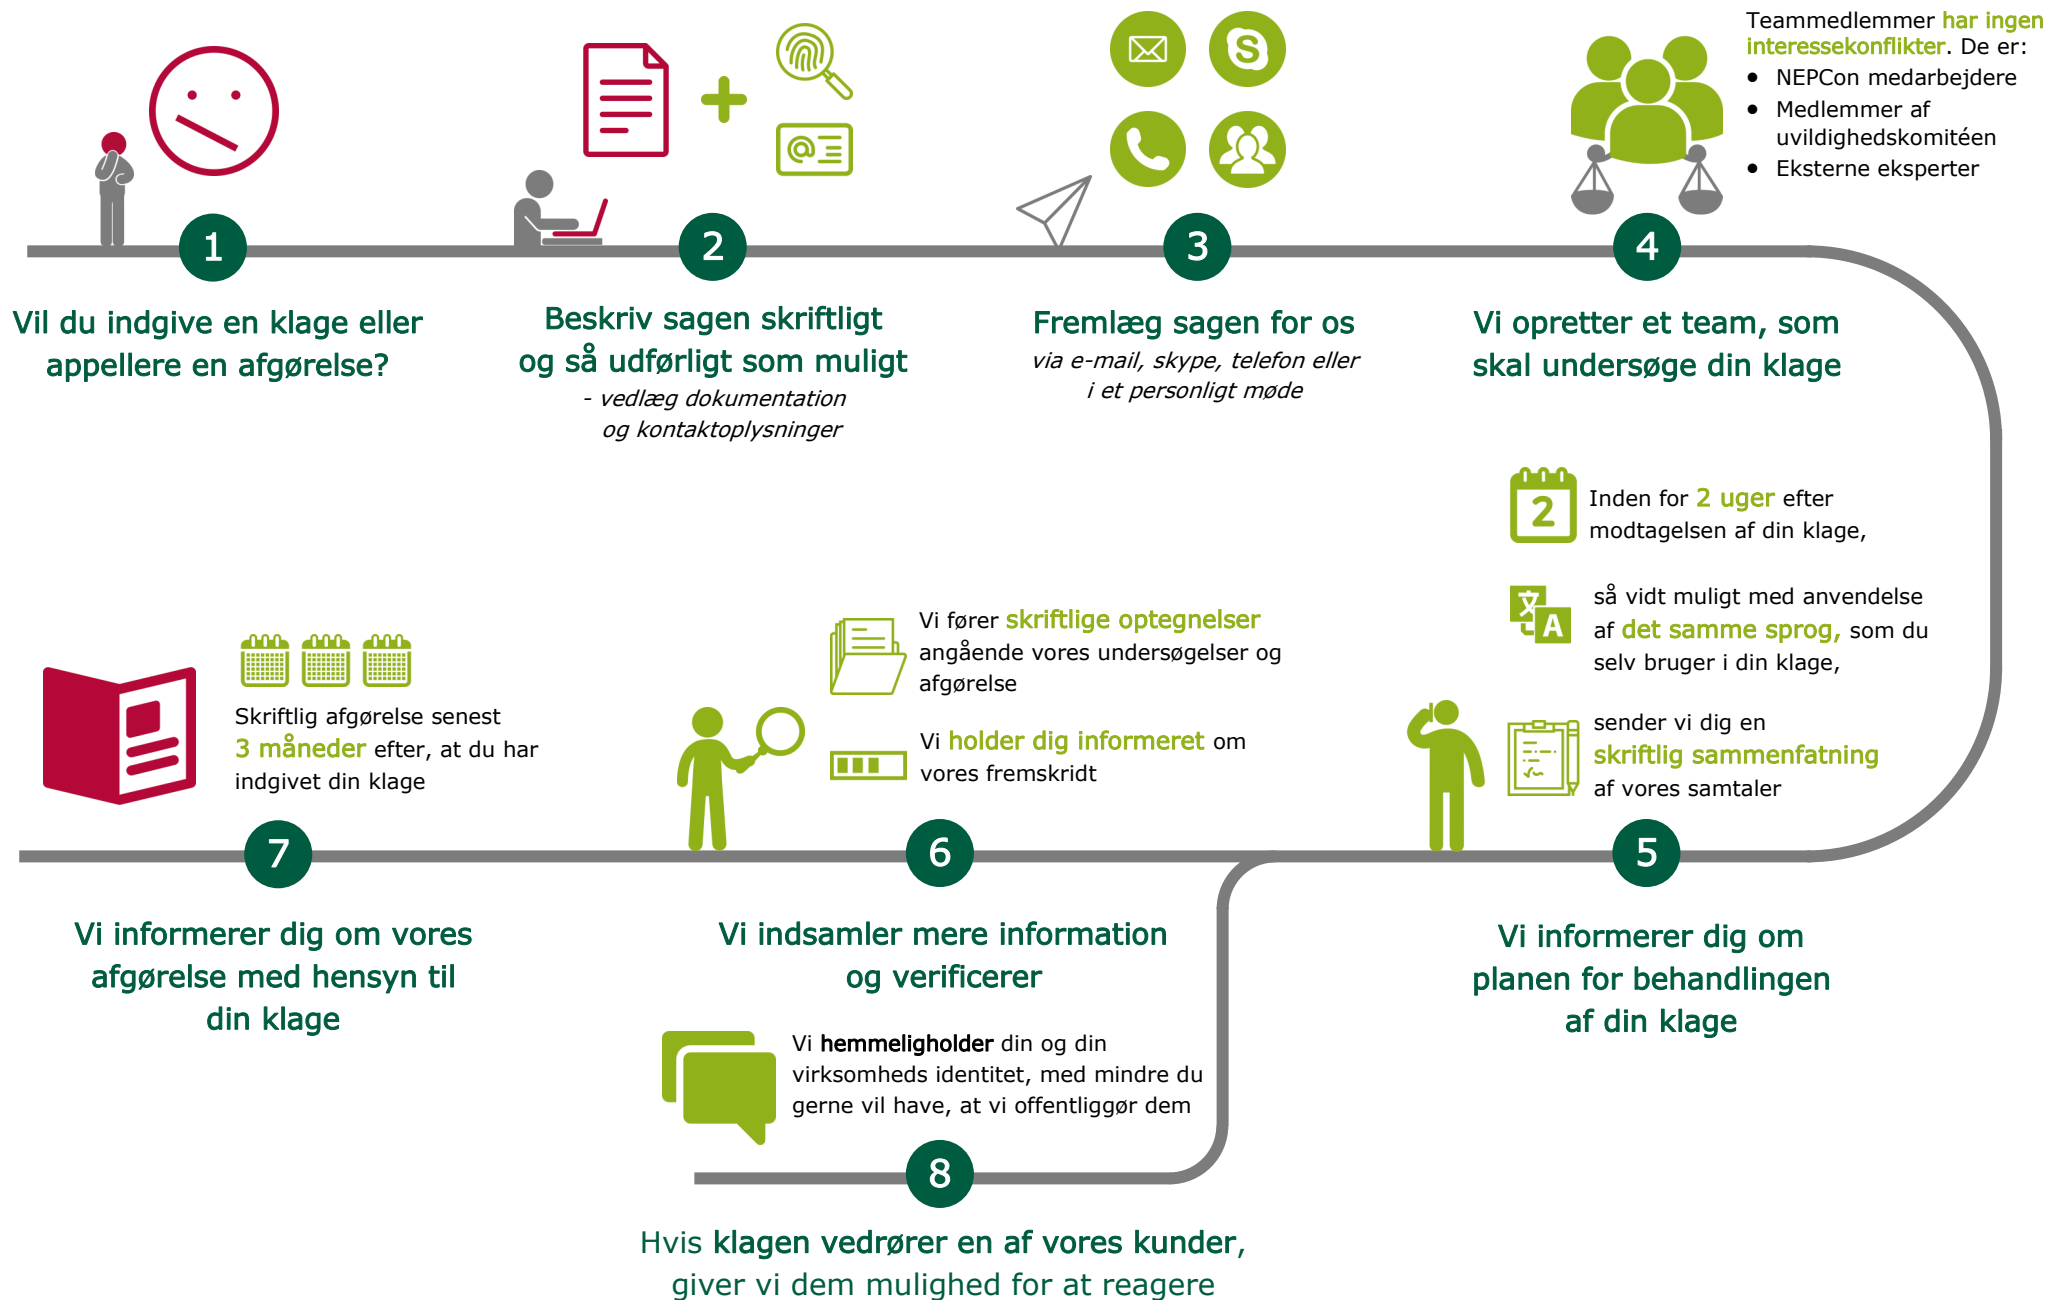 1
Vil du indgive en klage eller
appellere en afgørelse?
2
Beskriv sagen skriftligt
og så udførligt som muligt
- vedlæg dokumentation
og kontaktoplysninger
3
Fremlæg sagen for os
via e-mail, skype, telefon eller
i et personligt møde
Teammedlemmer har ingen
interessekonflikter. De er:
• NEPCon medarbejdere
• Medlemmer af
uvildighedskomitéen
• Eksterne eksperter
4
Vi opretter et team, som
skal undersøge din klage
2
Inden for 2 uger efter
modtagelsen af din klage,
文
A
så vidt muligt med anvendelse
af det samme sprog, som du
selv bruger i din klage,
sender vi dig en
skriftlig sammenfatning
af vores samtaler
5
Vi informerer dig om
planen for behandlingen
af din klage
Vi fører skriftlige optegnelser
angående vores undersøgelser og
afgørelse
Vi holder dig informeret om
vores fremskridt
6
Vi indsamler mere information
og verificerer
Skriftlig afgørelse senest
3 måneder efter, at du har
indgivet din klage
7
Vi informerer dig om vores
afgørelse med hensyn til
din klage
Vi hemmeligholder din og din
virksomheds identitet, med mindre du
gerne vil have, at vi offentliggør dem
8
Hvis klagen vedrører en af vores kunder,
giver vi dem mulighed for at reagere